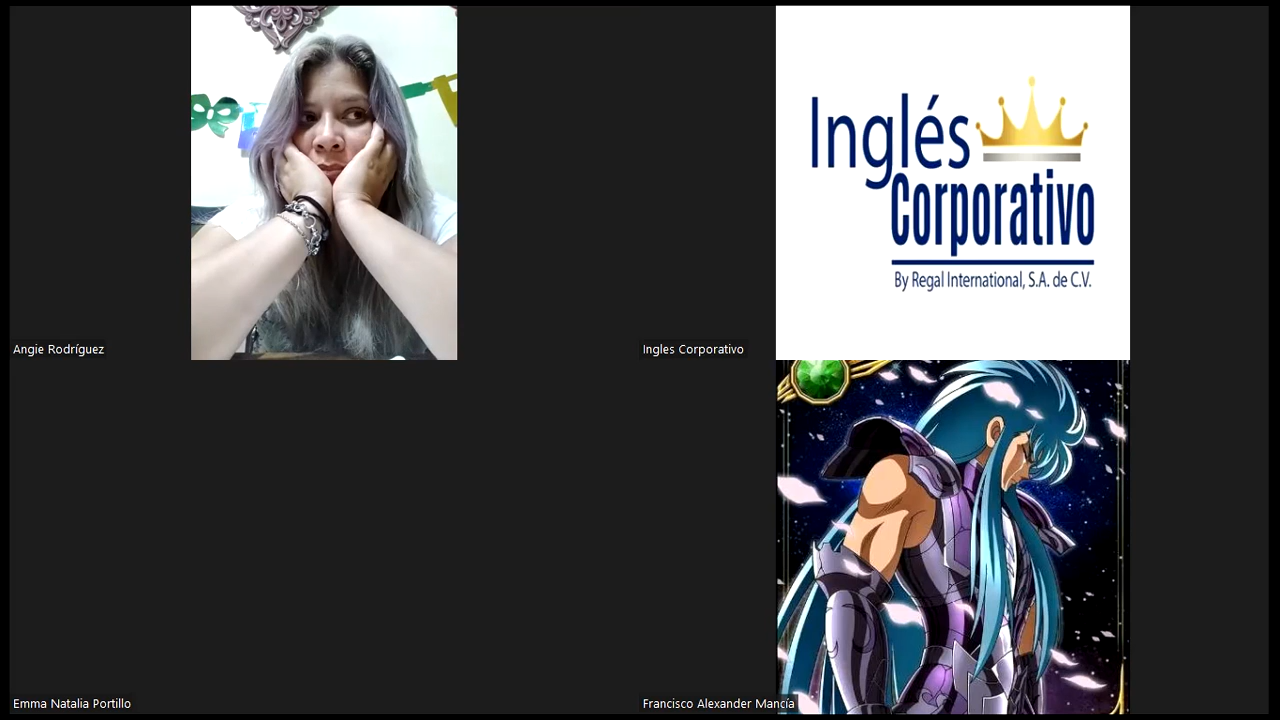 Inglés
Corporativo
By Regal International, S.A. de C.V.
Angie Rodríguez
Ingles Corporativo
Emma Natalia Portillo
Francisco Alexander Mancía